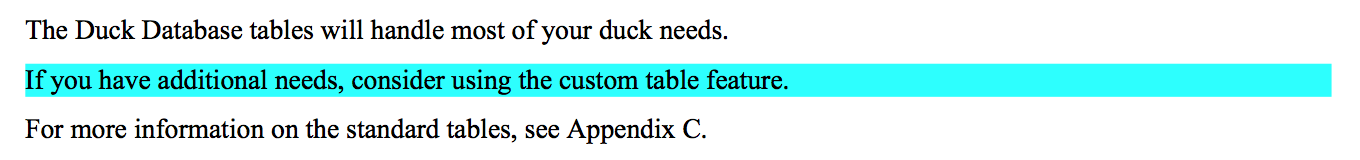 The Duck Database tables will handle most of your duck needs.
If you have additional needs, consider using the custom table feature.
For more information on the standard tables, see Appendix C.